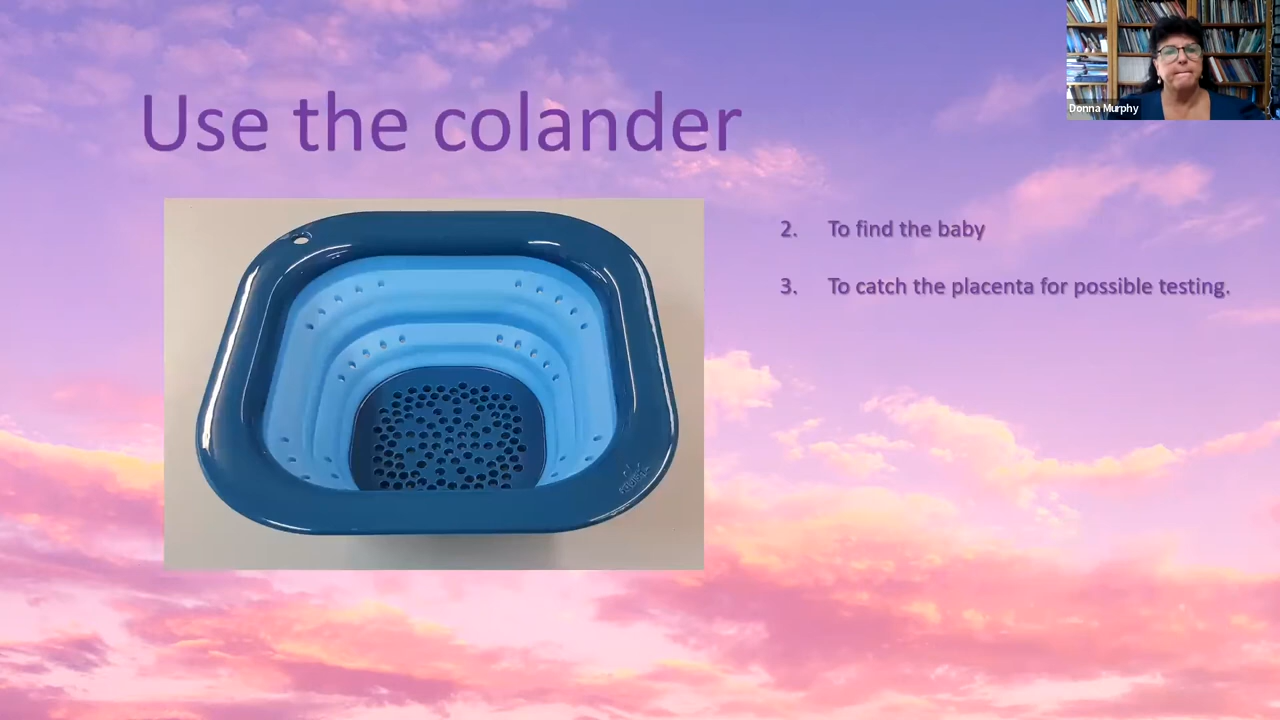 Donna Murphy
Use the colander
2. To find the baby
3. To catch the placenta for possible testing.